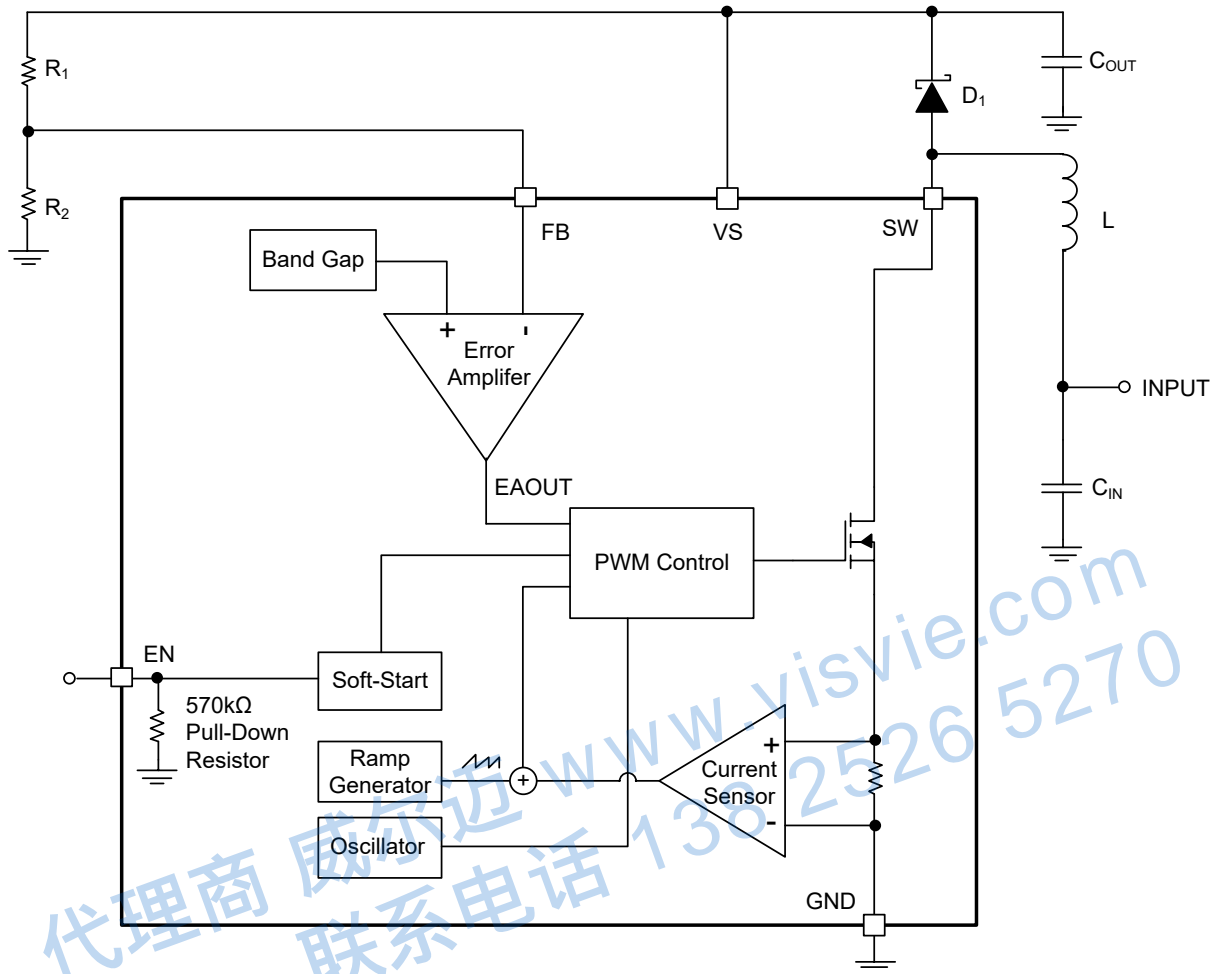 R1
COUT
D1
R2
FB
VS
SW
L
Band Gap
+
-
Error
Amplifer
INPUT
EAOUT
CIN
PWM Control
EN
Soft-Start
570kΩ
Pull-Down
Resistor
Ramp
Generator
+
+
Current
Sensor
-
Oscillator
GND
代理商 威尔迈 www.visvie.com
联系电话 138 2526 5270